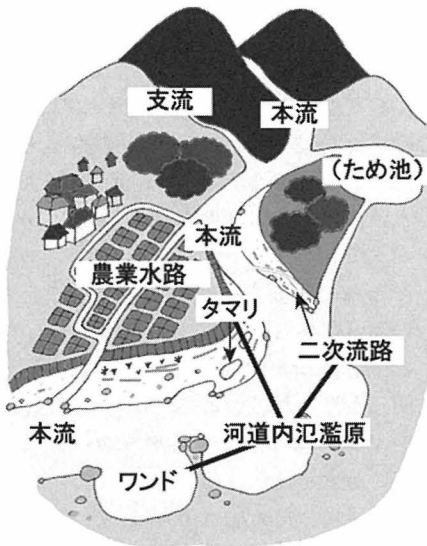 支流
本流
(ため池)
本流
農業水路
タマリ
二次流路
本流
河道内氾濫原
ワンド